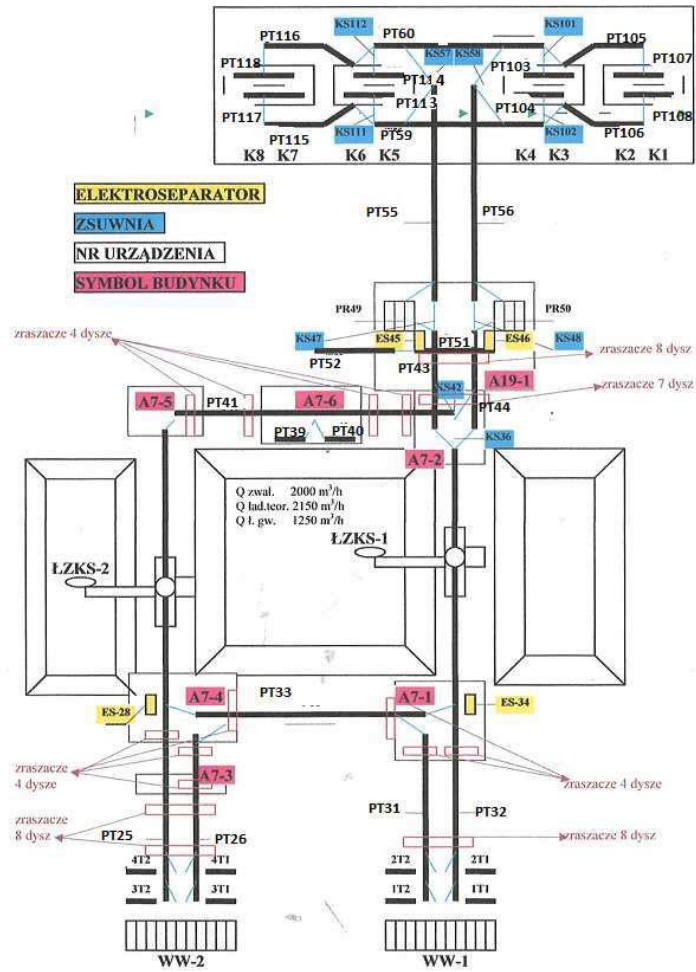 KS112
KS101
PT116
PT60
PT105
KS57
KS58
PT118
PT114
PT103
PT107
PT117
PT113
PT104
PT108
KS111
KS102
PT115
PT59
PT106
K8 K7
K6 K5
K4 K3
K2 K1
ELEKTROSEPARATOR
ZSUWNIA
NR URZĄDZENIA
SYMBOL BUDYNKU
PT55
PT56
PR49
PR50
zraszacze 4 dysze
KS47
ES45
PT51
ES46
KS48
PT52
PT43
zraszacze 8 dysz
KS42
A19-1
zraszacze 7 dysz
A7-5
PT41
A7-6
PT44
PT39
PT40
KS36
A7-2
Q zwał. 2000 m³/h
Q ład.teor. 2150 m³/h
Q ł. gw. 1250 m³/h
ŁZKS-2
ŁZKS-1
A7-4
PT33
A7-1
ES-28
ES-34
zraszacze
4 dysze
A7-3
zraszacze 4 dysze
zraszacze
8 dysz
PT31
PT32
PT25
PT26
zraszacze 8 dysz
4T2
4T1
2T2
2T1
3T2
3T1
1T2
1T1
WW-2
WW-1